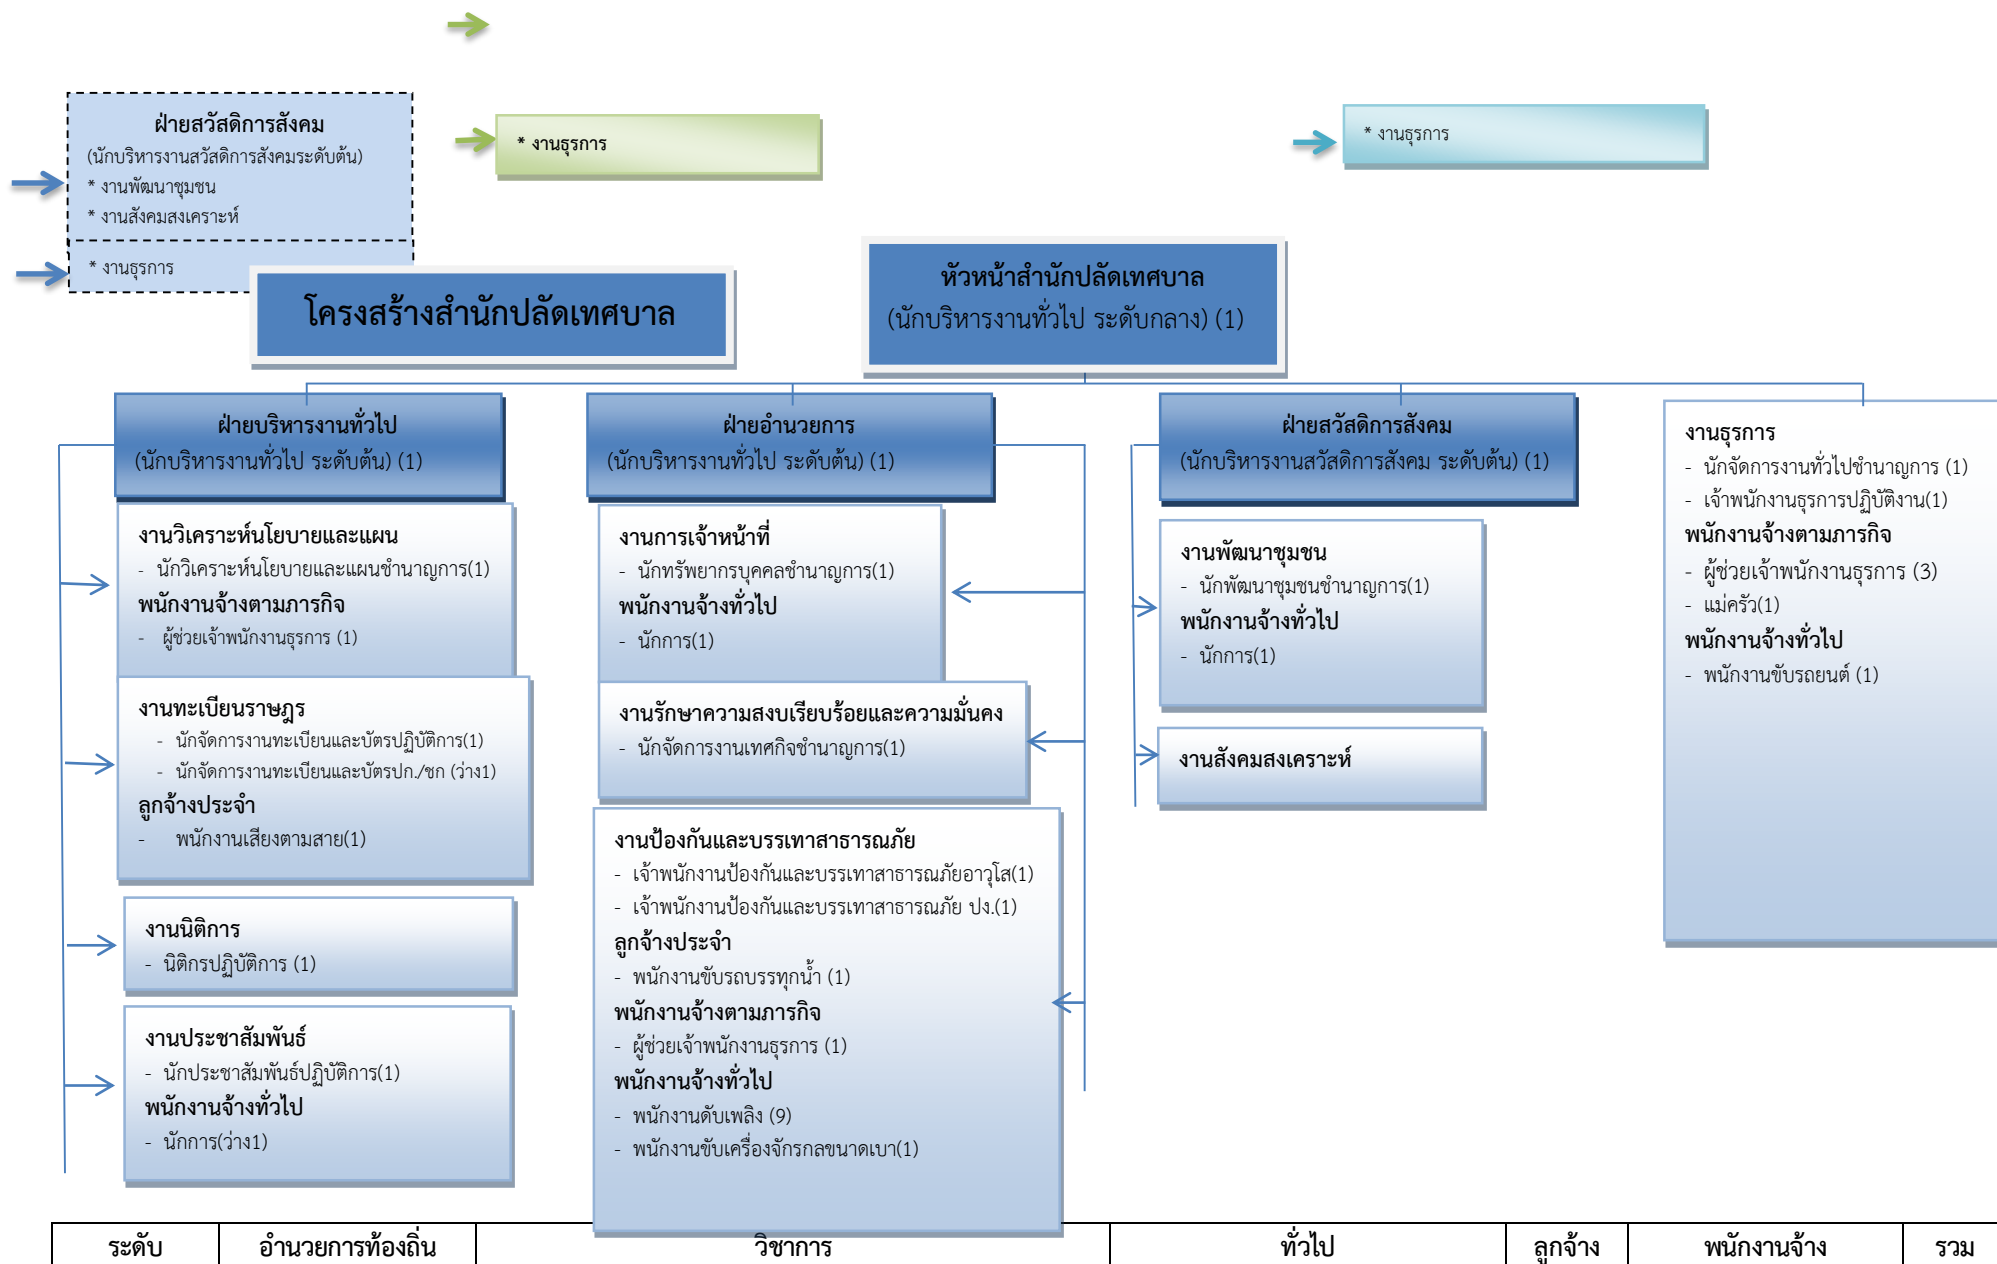 ฝ่ายสวัสดิการสังคม
(นักบริหารงานสวัสดิการสังคมระดับต้น)
* งานพัฒนาชุมชน
* งานสังคมสงเคราะห์
* งานธุรการ
* งานธุรการ
* งานธุรการ
โครงสร้างสำนักปลัดเทศบาล
หัวหน้าสำนักปลัดเทศบาล
(นักบริหารงานทั่วไป ระดับกลาง) (1)
ฝ่ายบริหารงานทั่วไป
(นักบริหารงานทั่วไป ระดับต้น) (1)
งานวิเคราะห์นโยบายและแผน
- นักวิเคราะห์นโยบายและแผนชำนาญการ(1)
พนักงานจ้างตามภารกิจ
- ผู้ช่วยเจ้าพนักงานธุรการ (1)
งานทะเบียนราษฎร
- นักจัดการงานทะเบียนและบัตรปฏิบัติการ(1)
- นักจัดการงานทะเบียนและบัตรปก./ชก (ว่าง1)
ลูกจ้างประจำ
- พนักงานเสียงตามสาย(1)
งานนิติการ
- นิติกรปฏิบัติการ (1)
งานประชาสัมพันธ์
- นักประชาสัมพันธ์ปฏิบัติการ(1)
พนักงานจ้างทั่วไป
- นักการ(ว่าง1)
ฝ่ายอำนวยการ
(นักบริหารงานทั่วไป ระดับต้น) (1)
งานการเจ้าหน้าที่
- นักทรัพยากรบุคคลชำนาญการ(1)
พนักงานจ้างทั่วไป
- นักการ(1)
งานรักษาความสงบเรียบร้อยและความมั่นคง
- นักจัดการงานเทศกิจชำนาญการ(1)
งานป้องกันและบรรเทาสาธารณภัย
- เจ้าพนักงานป้องกันและบรรเทาสาธารณภัยอาวุโส(1)
- เจ้าพนักงานป้องกันและบรรเทาสาธารณภัย ปง.(1)
ลูกจ้างประจำ
- พนักงานขับรถบรรทุกน้ำ (1)
พนักงานจ้างตามภารกิจ
- ผู้ช่วยเจ้าพนักงานธุรการ (1)
พนักงานจ้างทั่วไป
- พนักงานดับเพลิง (9)
- พนักงานขับเครื่องจักรกลขนาดเบา(1)
ฝ่ายสวัสดิการสังคม
(นักบริหารงานสวัสดิการสังคม ระดับต้น) (1)
งานพัฒนาชุมชน
- นักพัฒนาชุมชนชำนาญการ(1)
พนักงานจ้างทั่วไป
- นักการ(1)
งานสังคมสงเคราะห์
งานธุรการ
- นักจัดการงานทั่วไปชำนาญการ (1)
- เจ้าพนักงานธุรการปฏิบัติงาน(1)
พนักงานจ้างตามภารกิจ
- ผู้ช่วยเจ้าพนักงานธุรการ (3)
- แม่ครัว(1)
พนักงานจ้างทั่วไป
- พนักงานขับรถยนต์ (1)
ระดับ อำนวยการท้องถิ่น วิชาการ ทั่วไป ลูกจ้าง พนักงานจ้าง รวม